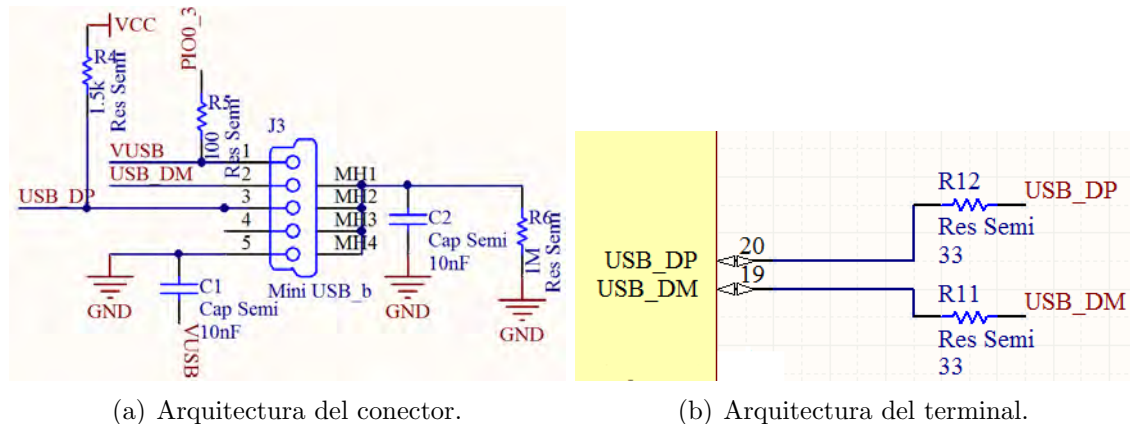 VCC
R4
1.5k
Res Semi
PIO0_3
R5
100
Res Semi
J3
VUSB
1
USB_DM
2
USB_DP
3
4
5
MH1
MH2
MH3
MH4
C2
Cap Semi
10nF
R6
1M
Res Semi
GND
C1
Cap Semi
10nF
Mini USB_b
GND
GND
VUSB
(a) Arquitectura del conector.
R12
USB_DP
Res Semi
33
USB_DP
20
USB_DM
19
R11
USB_DM
Res Semi
33
(b) Arquitectura del terminal.